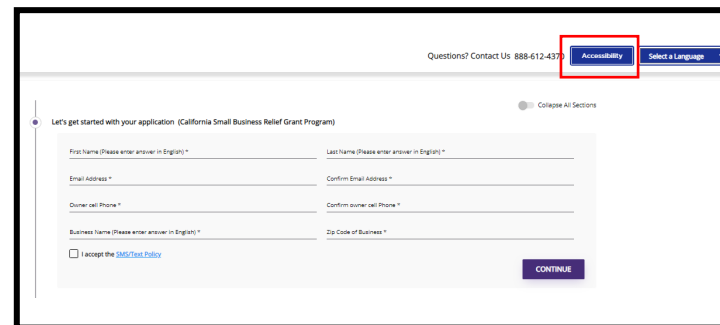 Questions? Contact Us 888-612-4370 Accessibility Select a Language
Collapse All Sections
Let's get started with your application (California Small Business Relief Grant Program)
First Name (Please enter answer in English) * Last Name (Please enter answer in English) *
Email Address * Confirm Email Address *
Owner cell Phone * Confirm owner cell Phone *
Business Name (Please enter answer in English) * Zip Code of Business *
I accept the SMS/Text Policy
CONTINUE